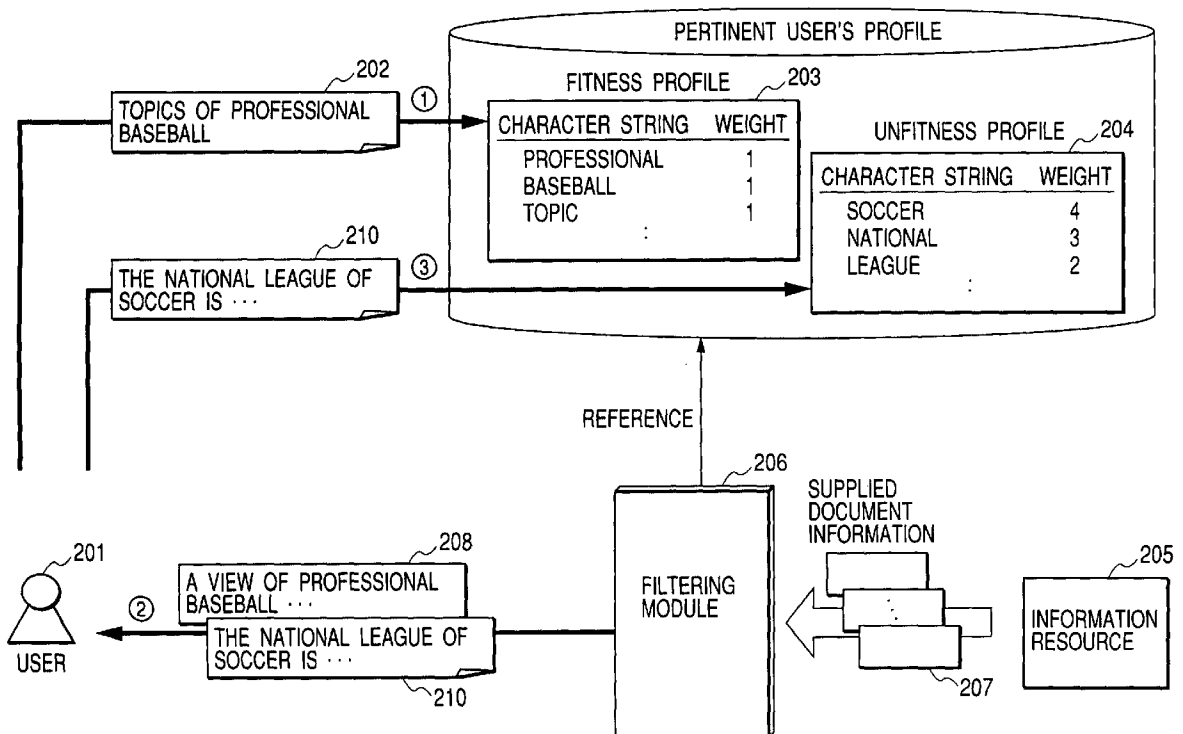 PERTINENT USER'S PROFILE
202
TOPICS OF PROFESSIONAL
BASEBALL
①
FITNESS PROFILE
203
CHARACTER STRING WEIGHT
PROFESSIONAL 1
BASEBALL 1
TOPIC 1
:
UNFITNESS PROFILE
204
CHARACTER STRING WEIGHT
SOCCER 4
NATIONAL 3
LEAGUE 2
:
210
THE NATIONAL LEAGUE OF
SOCCER IS ···
③
REFERENCE
206
FILTERING
MODULE
SUPPLIED
DOCUMENT
INFORMATION
207
205
INFORMATION
RESOURCE
201
USER
②
208
A VIEW OF PROFESSIONAL
BASEBALL ···
THE NATIONAL LEAGUE OF
SOCCER IS ···
210